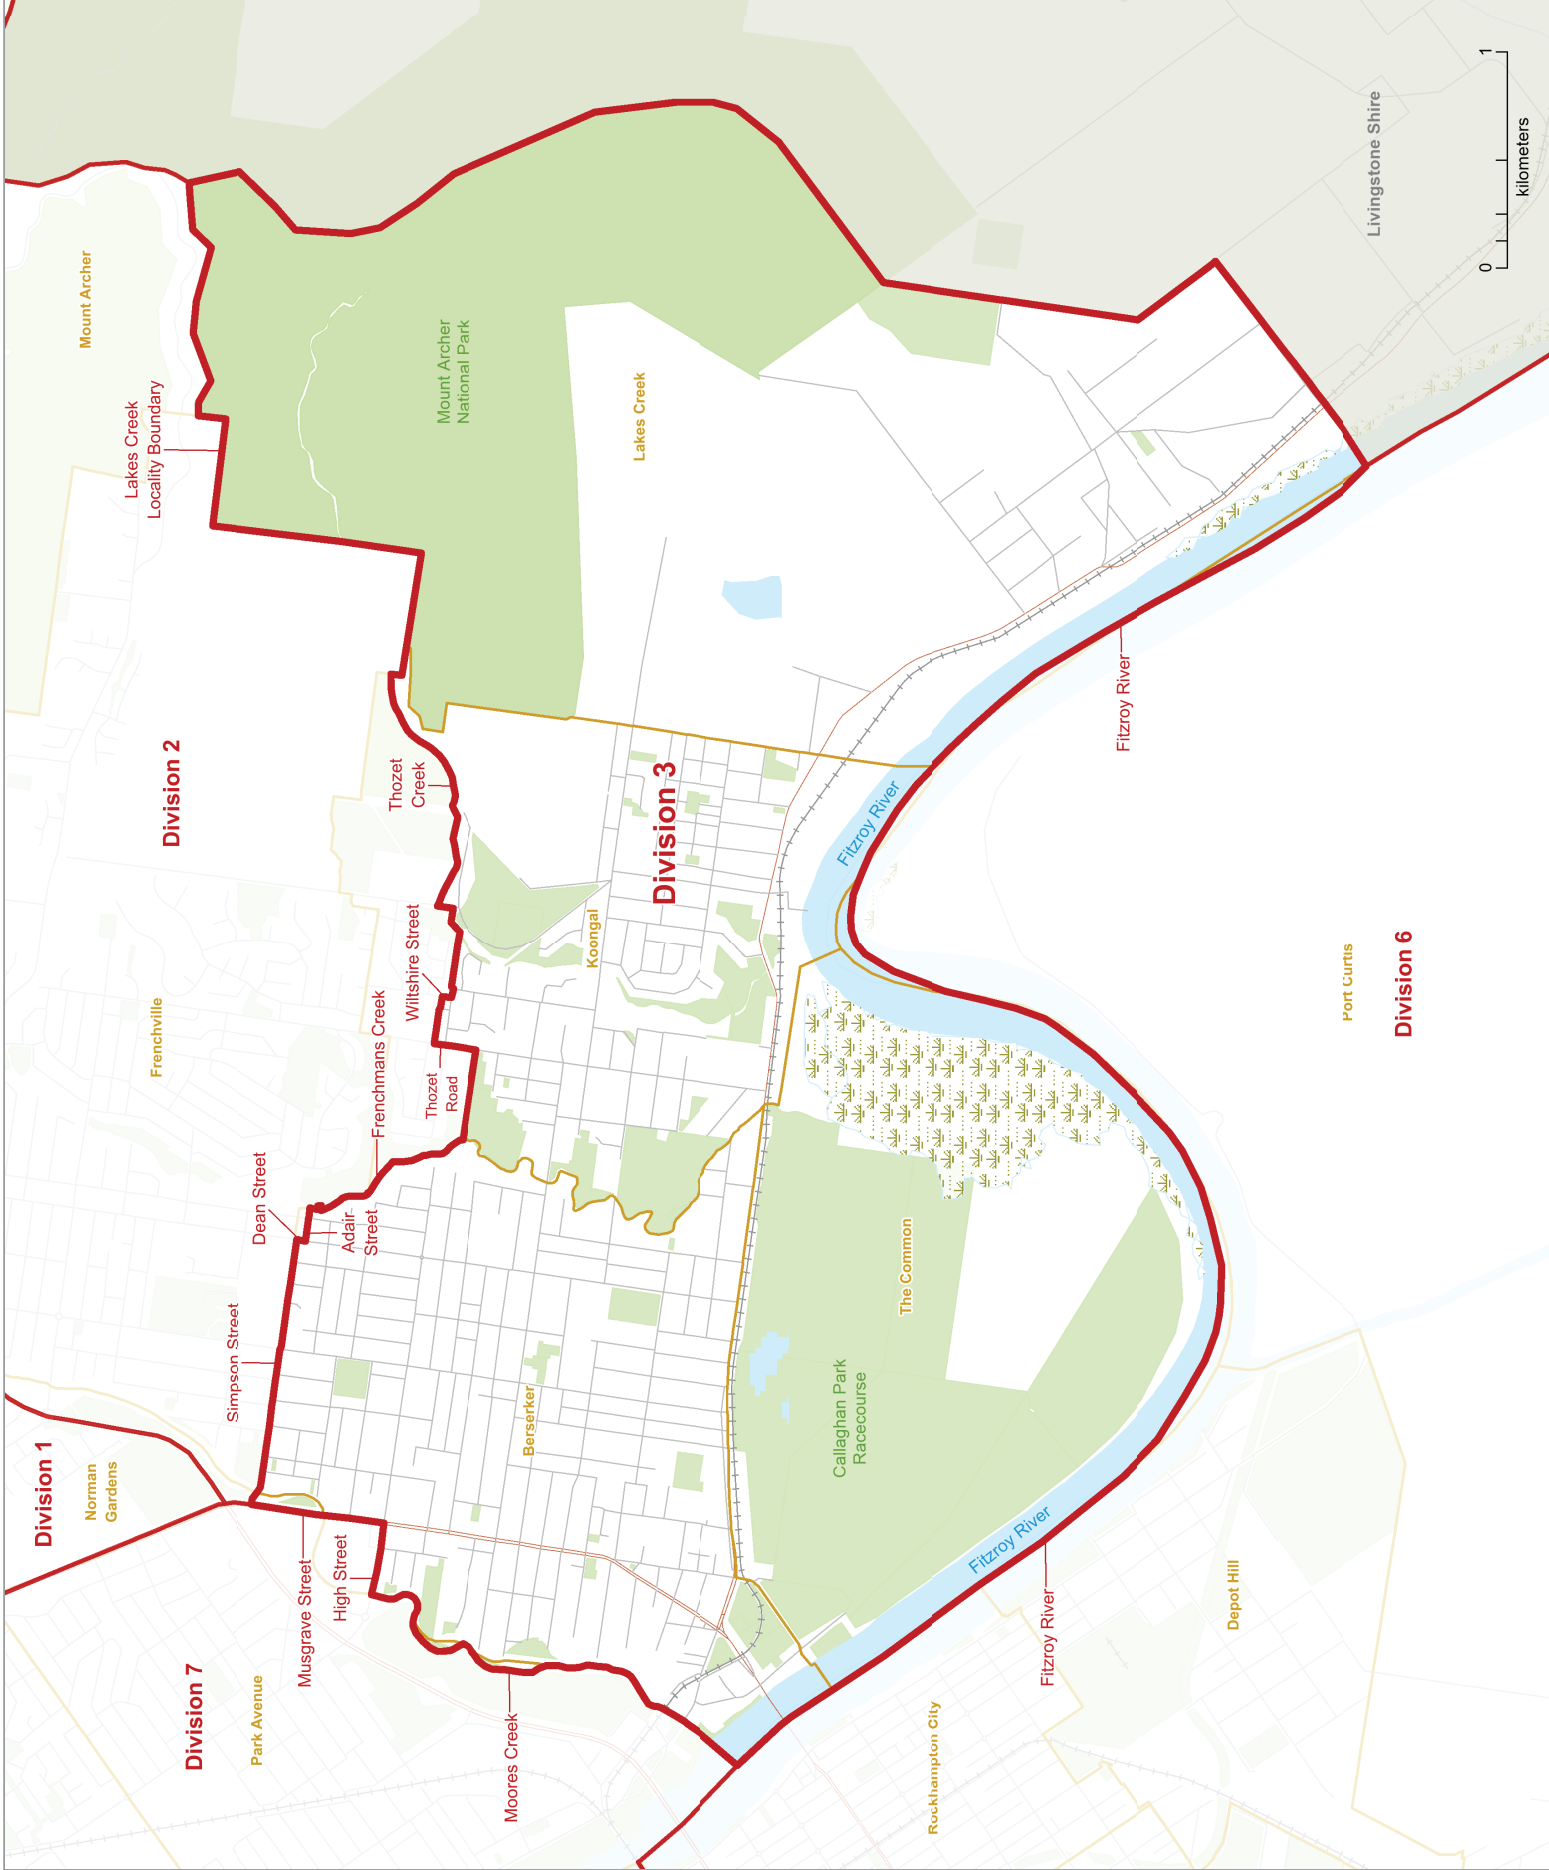 Division 1
Norman
Gardens
Division 7
Park Avenue
Musgrave Street
High Street
Moores Creek
Rockhampton City
Simpson Street
Dean Street
Adair
Street
Frenchmans Creek
Frenchville
Division 2
Thozet
Road
Wiltshire Street
Thozet
Creek
Lakes Creek
Locality Boundary
Mount Archer
Mount Archer
National Park
Lakes Creek
Koongal
Division 3
Berserker
The Common
Callaghan Park
Racecourse
Fitzroy River
Fitzroy River
Fitzroy River
Fitzroy River
Depot Hill
Port Curtis
Division 6
Livingstone Shire
0
1
kilometers